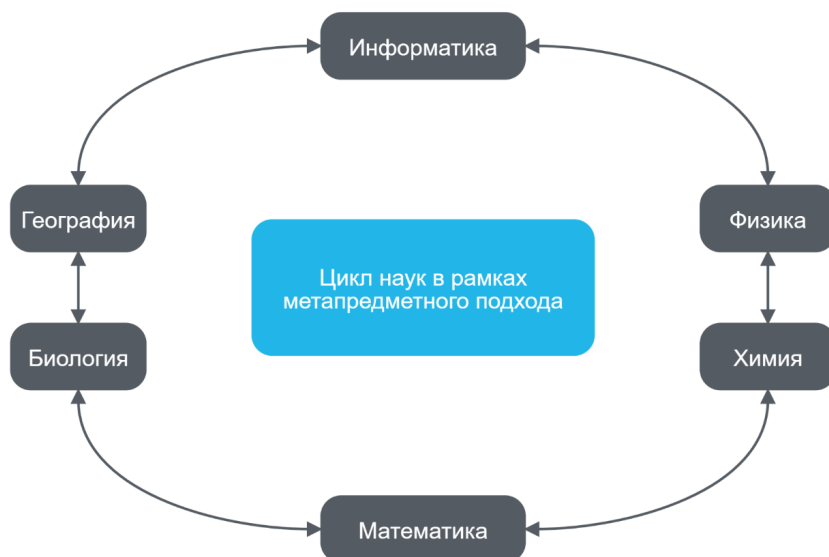 Информатика
География
Физика
Цикл наук в рамках
метапредметного подхода
Биология
Химия
Математика